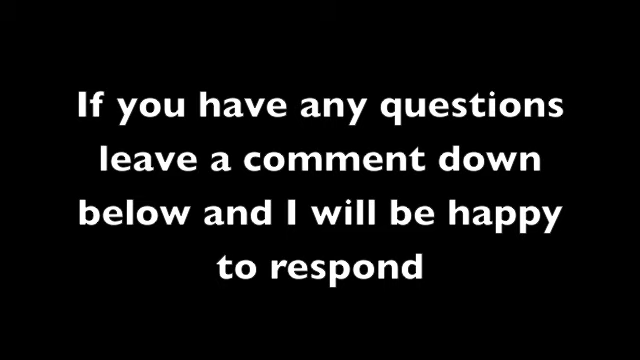 If you have any questions
leave a comment down
below and I will be happy
to respond